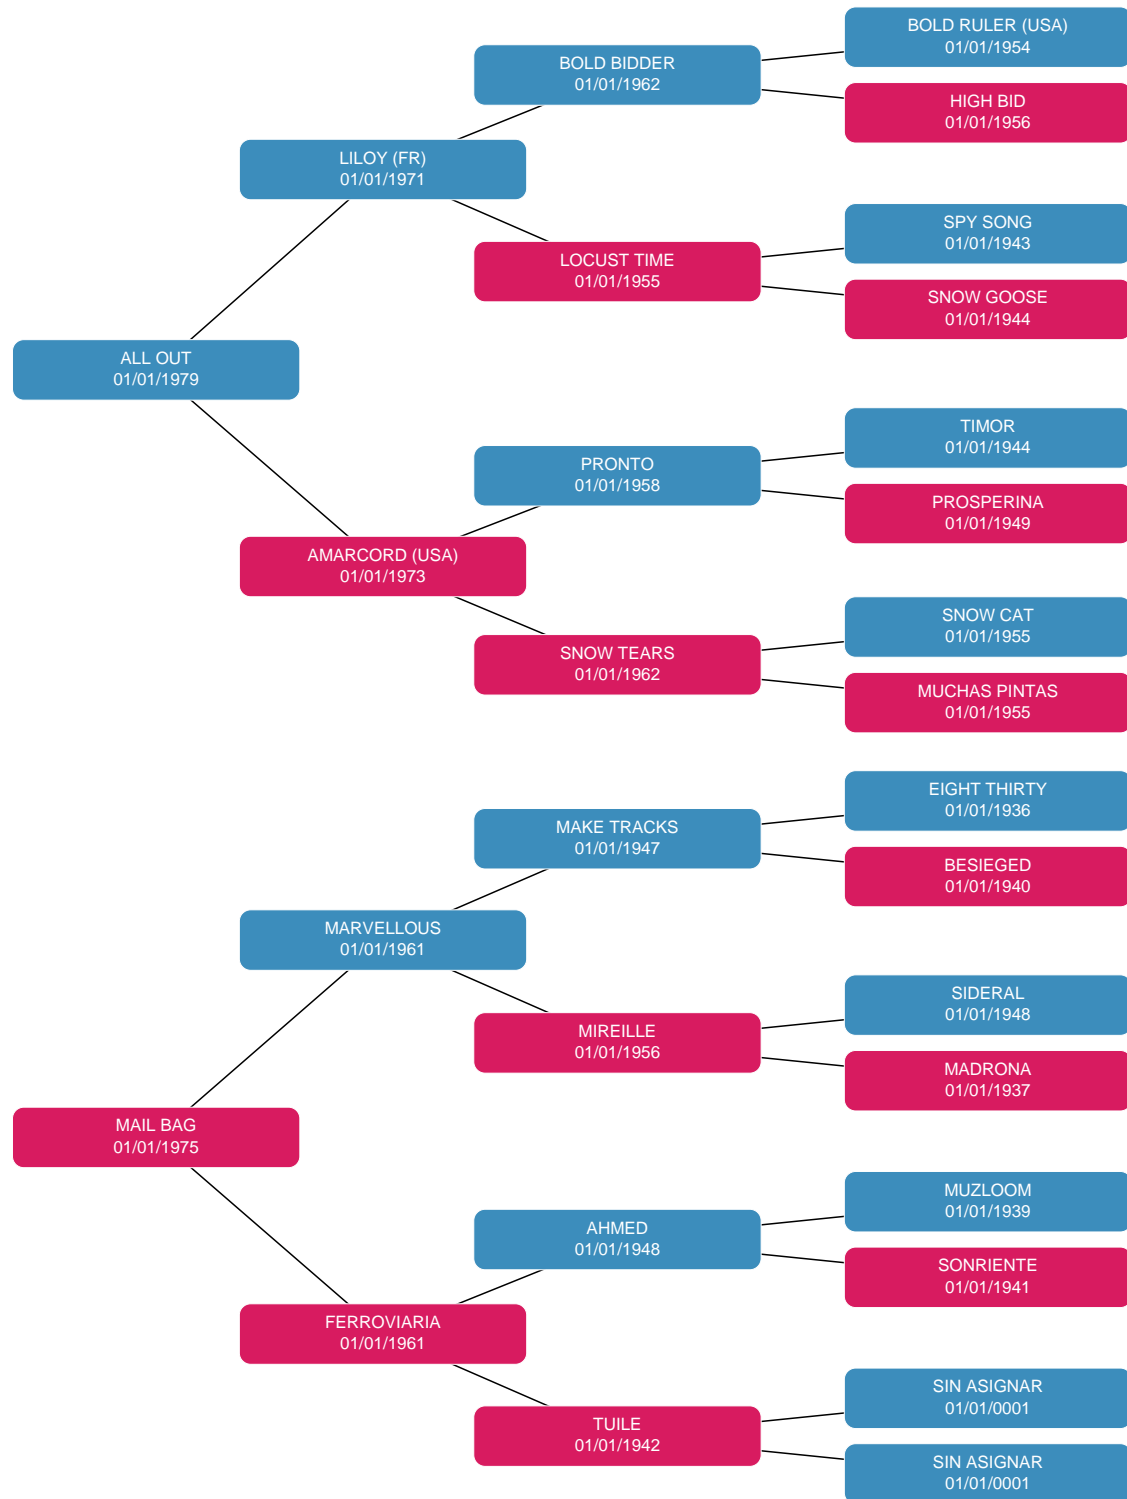 BOLD RULER (USA)
01/01/1954
BOLD BIDDER
01/01/1962
HIGH BID
01/01/1956
LILOY (FR)
01/01/1971
SPY SONG
01/01/1943
LOCUST TIME
01/01/1955
SNOW GOOSE
01/01/1944
ALL OUT
01/01/1979
TIMOR
01/01/1944
PRONTO
01/01/1958
PROSPERINA
01/01/1949
AMARCORD (USA)
01/01/1973
SNOW CAT
01/01/1955
SNOW TEARS
01/01/1962
MUCHAS PINTAS
01/01/1955
EIGHT THIRTY
01/01/1936
MAKE TRACKS
01/01/1947
BESIEGED
01/01/1940
MARVELLOUS
01/01/1961
SIDERAL
01/01/1948
MIREILLE
01/01/1956
MADRONA
01/01/1937
MAIL BAG
01/01/1975
MUZLOOM
01/01/1939
AHMED
01/01/1948
SONRIENTE
01/01/1941
FERROVIARIA
01/01/1961
SIN ASIGNAR
01/01/0001
TUILE
01/01/1942
SIN ASIGNAR
01/01/0001